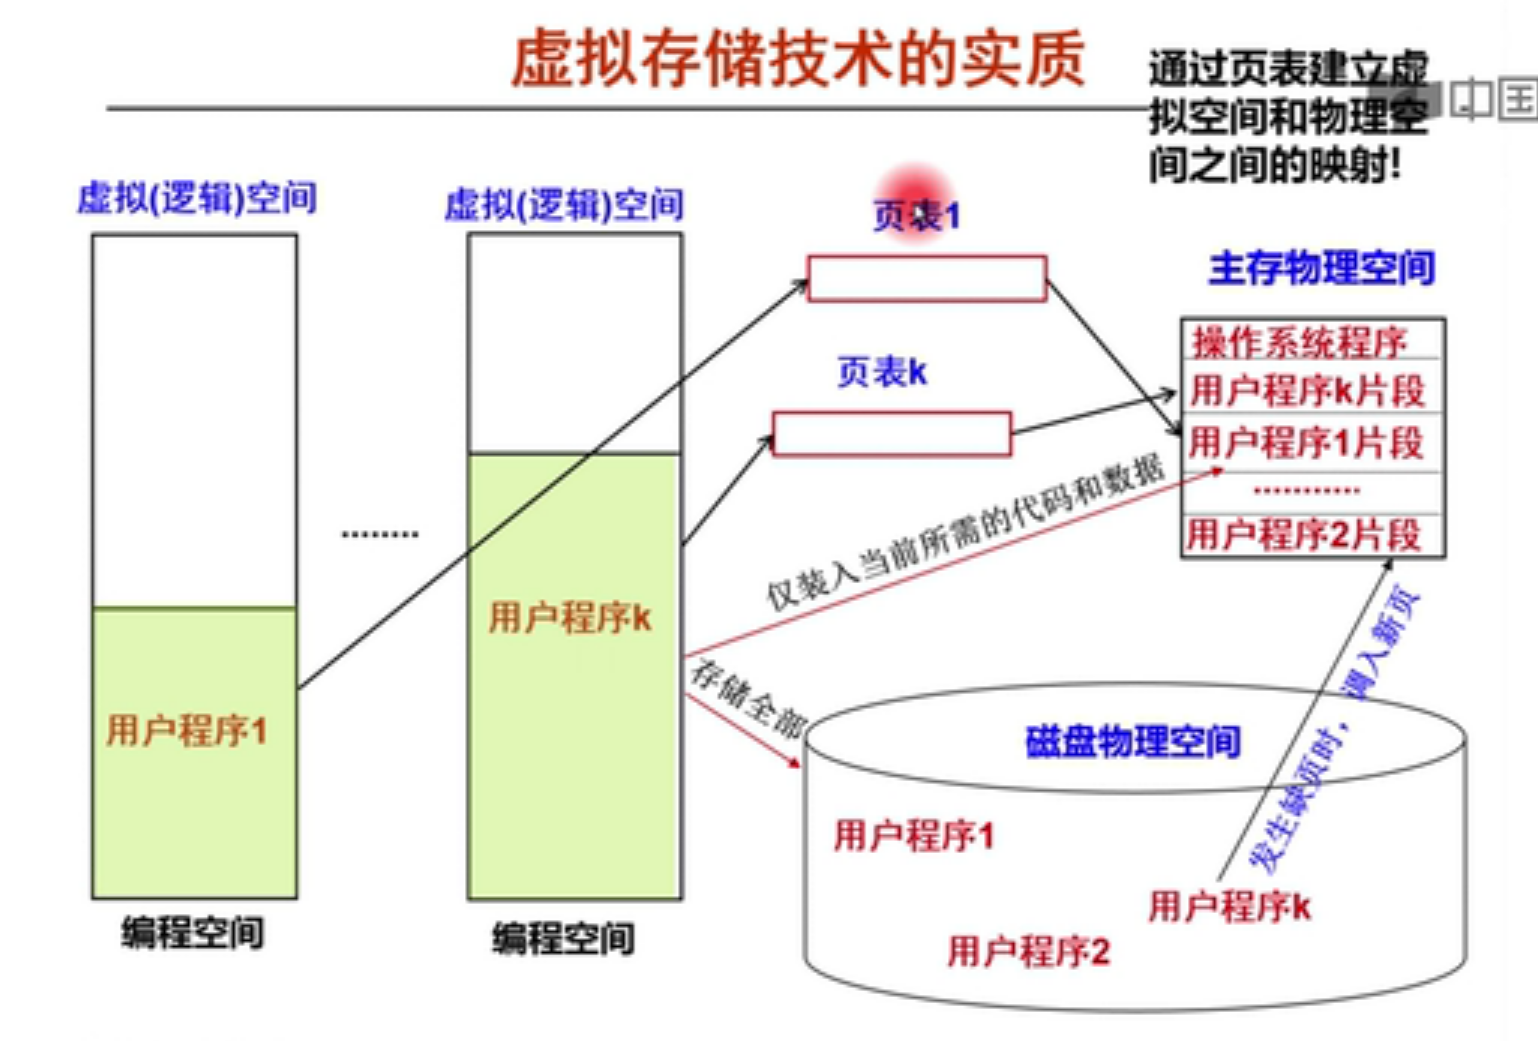 虚拟存储技术的实质
通过页表建立虚
拟空间和物理空
间之间的映射!
中国
虚拟(逻辑)空间
虚拟(逻辑)空间
页表1
主存物理空间
操作系统程序
用户程序k片段
用户程序1片段
............
用户程序2片段
页表k
........
仅装入当前所需的代码和数据
用户程序k
存储全部
用户程序1
发生缺页时，调入新页
磁盘物理空间
用户程序1
用户程序k
用户程序2
编程空间
编程空间